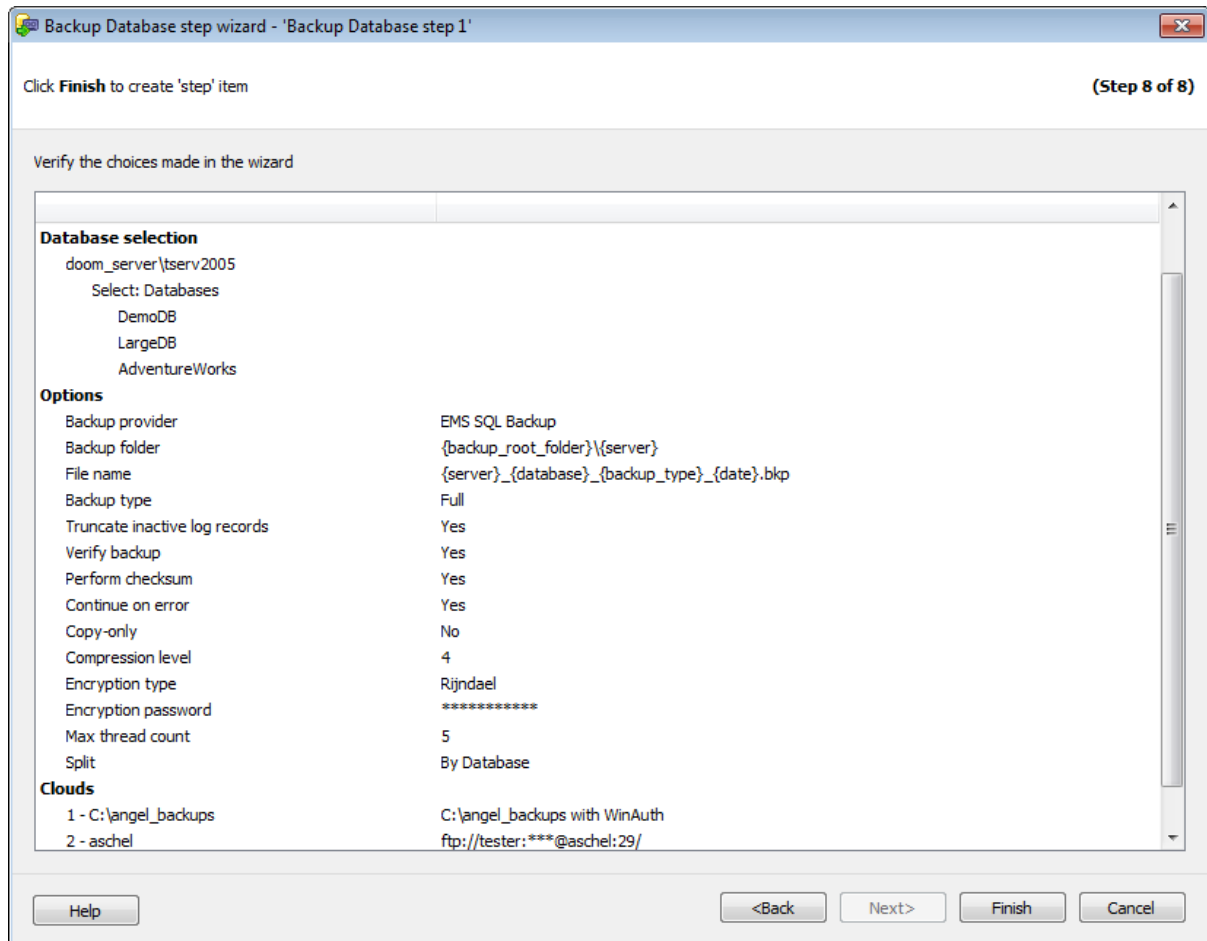 Backup Database step wizard - 'Backup Database step 1'
Click Finish to create 'step' item (Step 8 of 8)
Verify the choices made in the wizard
Database selection
doom_server\tserv2005
Select: Databases
DemoDB
LargeDB
AdventureWorks
Options
Backup provider EMS SQL Backup
Backup folder {backup_root_folder}\{server}
File name {server}_{database}_{backup_type}_{date}.bkp
Backup type Full
Truncate inactive log records Yes
Verify backup Yes
Perform checksum Yes
Continue on error Yes
Copy-only No
Compression level 4
Encryption type Rijndael
Encryption password ***********
Max thread count 5
Split By Database
Clouds
1 - C:\angel_backups C:\angel_backups with WinAuth
2 - aschel ftp://tester:***@aschel:29/
Help <Back Next> Finish Cancel